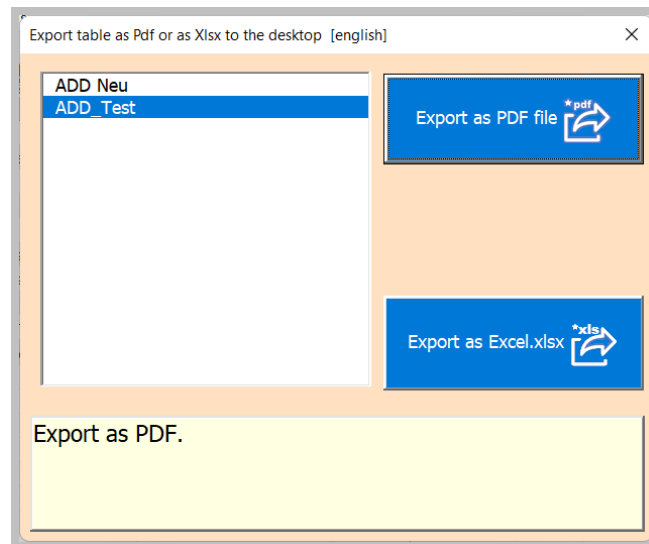 Export table as Pdf or as Xlsx to the desktop [english]
ADD Neu
ADD_Test
*pdf
Export as PDF file
*xls
Export as Excel.xlsx
Export as PDF.